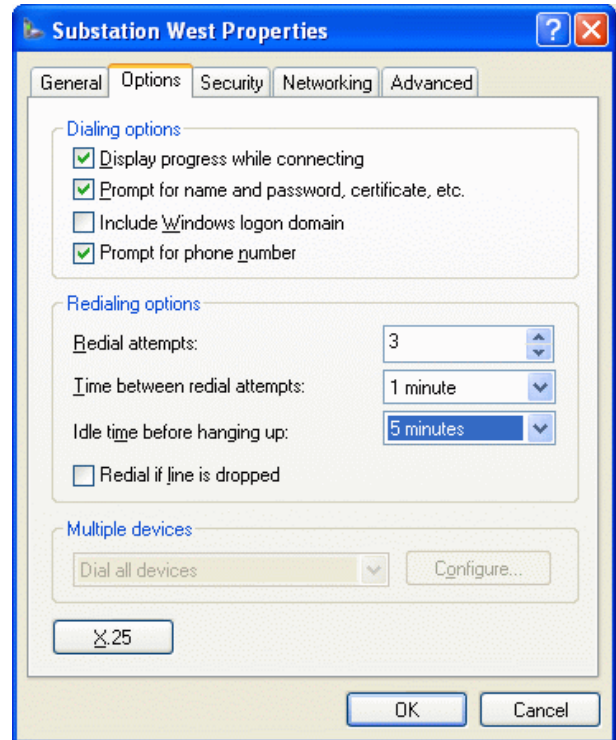 Substation West Properties
General Options Security Networking Advanced
Dialing options
Display progress while connecting
Prompt for name and password, certificate, etc.
Include Windows logon domain
Prompt for phone number
Redialing options
Redial attempts: 3
Time between redial attempts: 1 minute
Idle time before hanging up: 5 minutes
Redial if line is dropped
Multiple devices
Dial all devices Configure...
X.25
OK Cancel